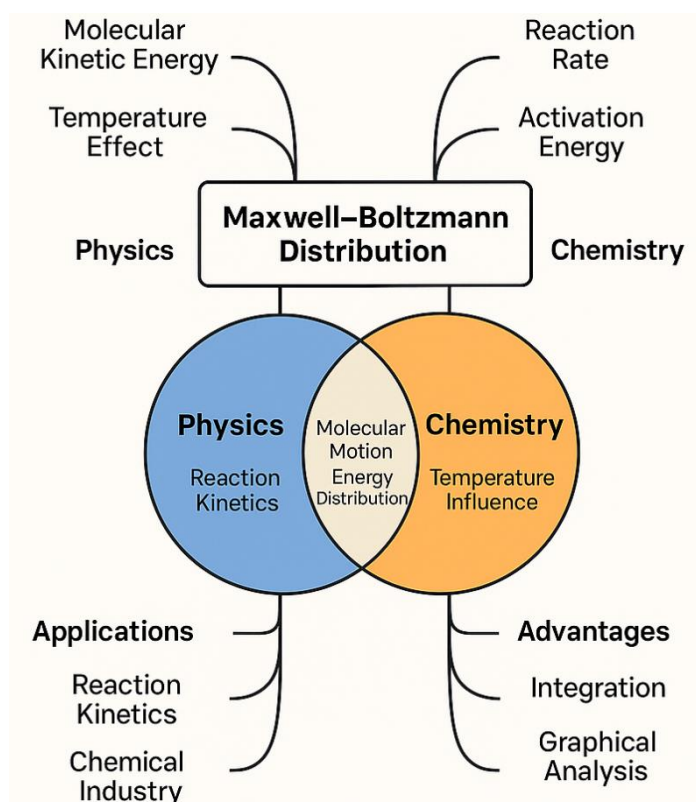 Molecular
Kinetic Energy
Reaction
Rate
Temperature
Effect
Activation
Energy
Maxwell–Boltzmann
Distribution
Physics
Chemistry
Physics
Reaction
Kinetics
Molecular
Motion
Energy
Distribution
Chemistry
Temperature
Influence
Applications
Reaction
Kinetics
Chemical
Industry
Advantages
Integration
Graphical
Analysis